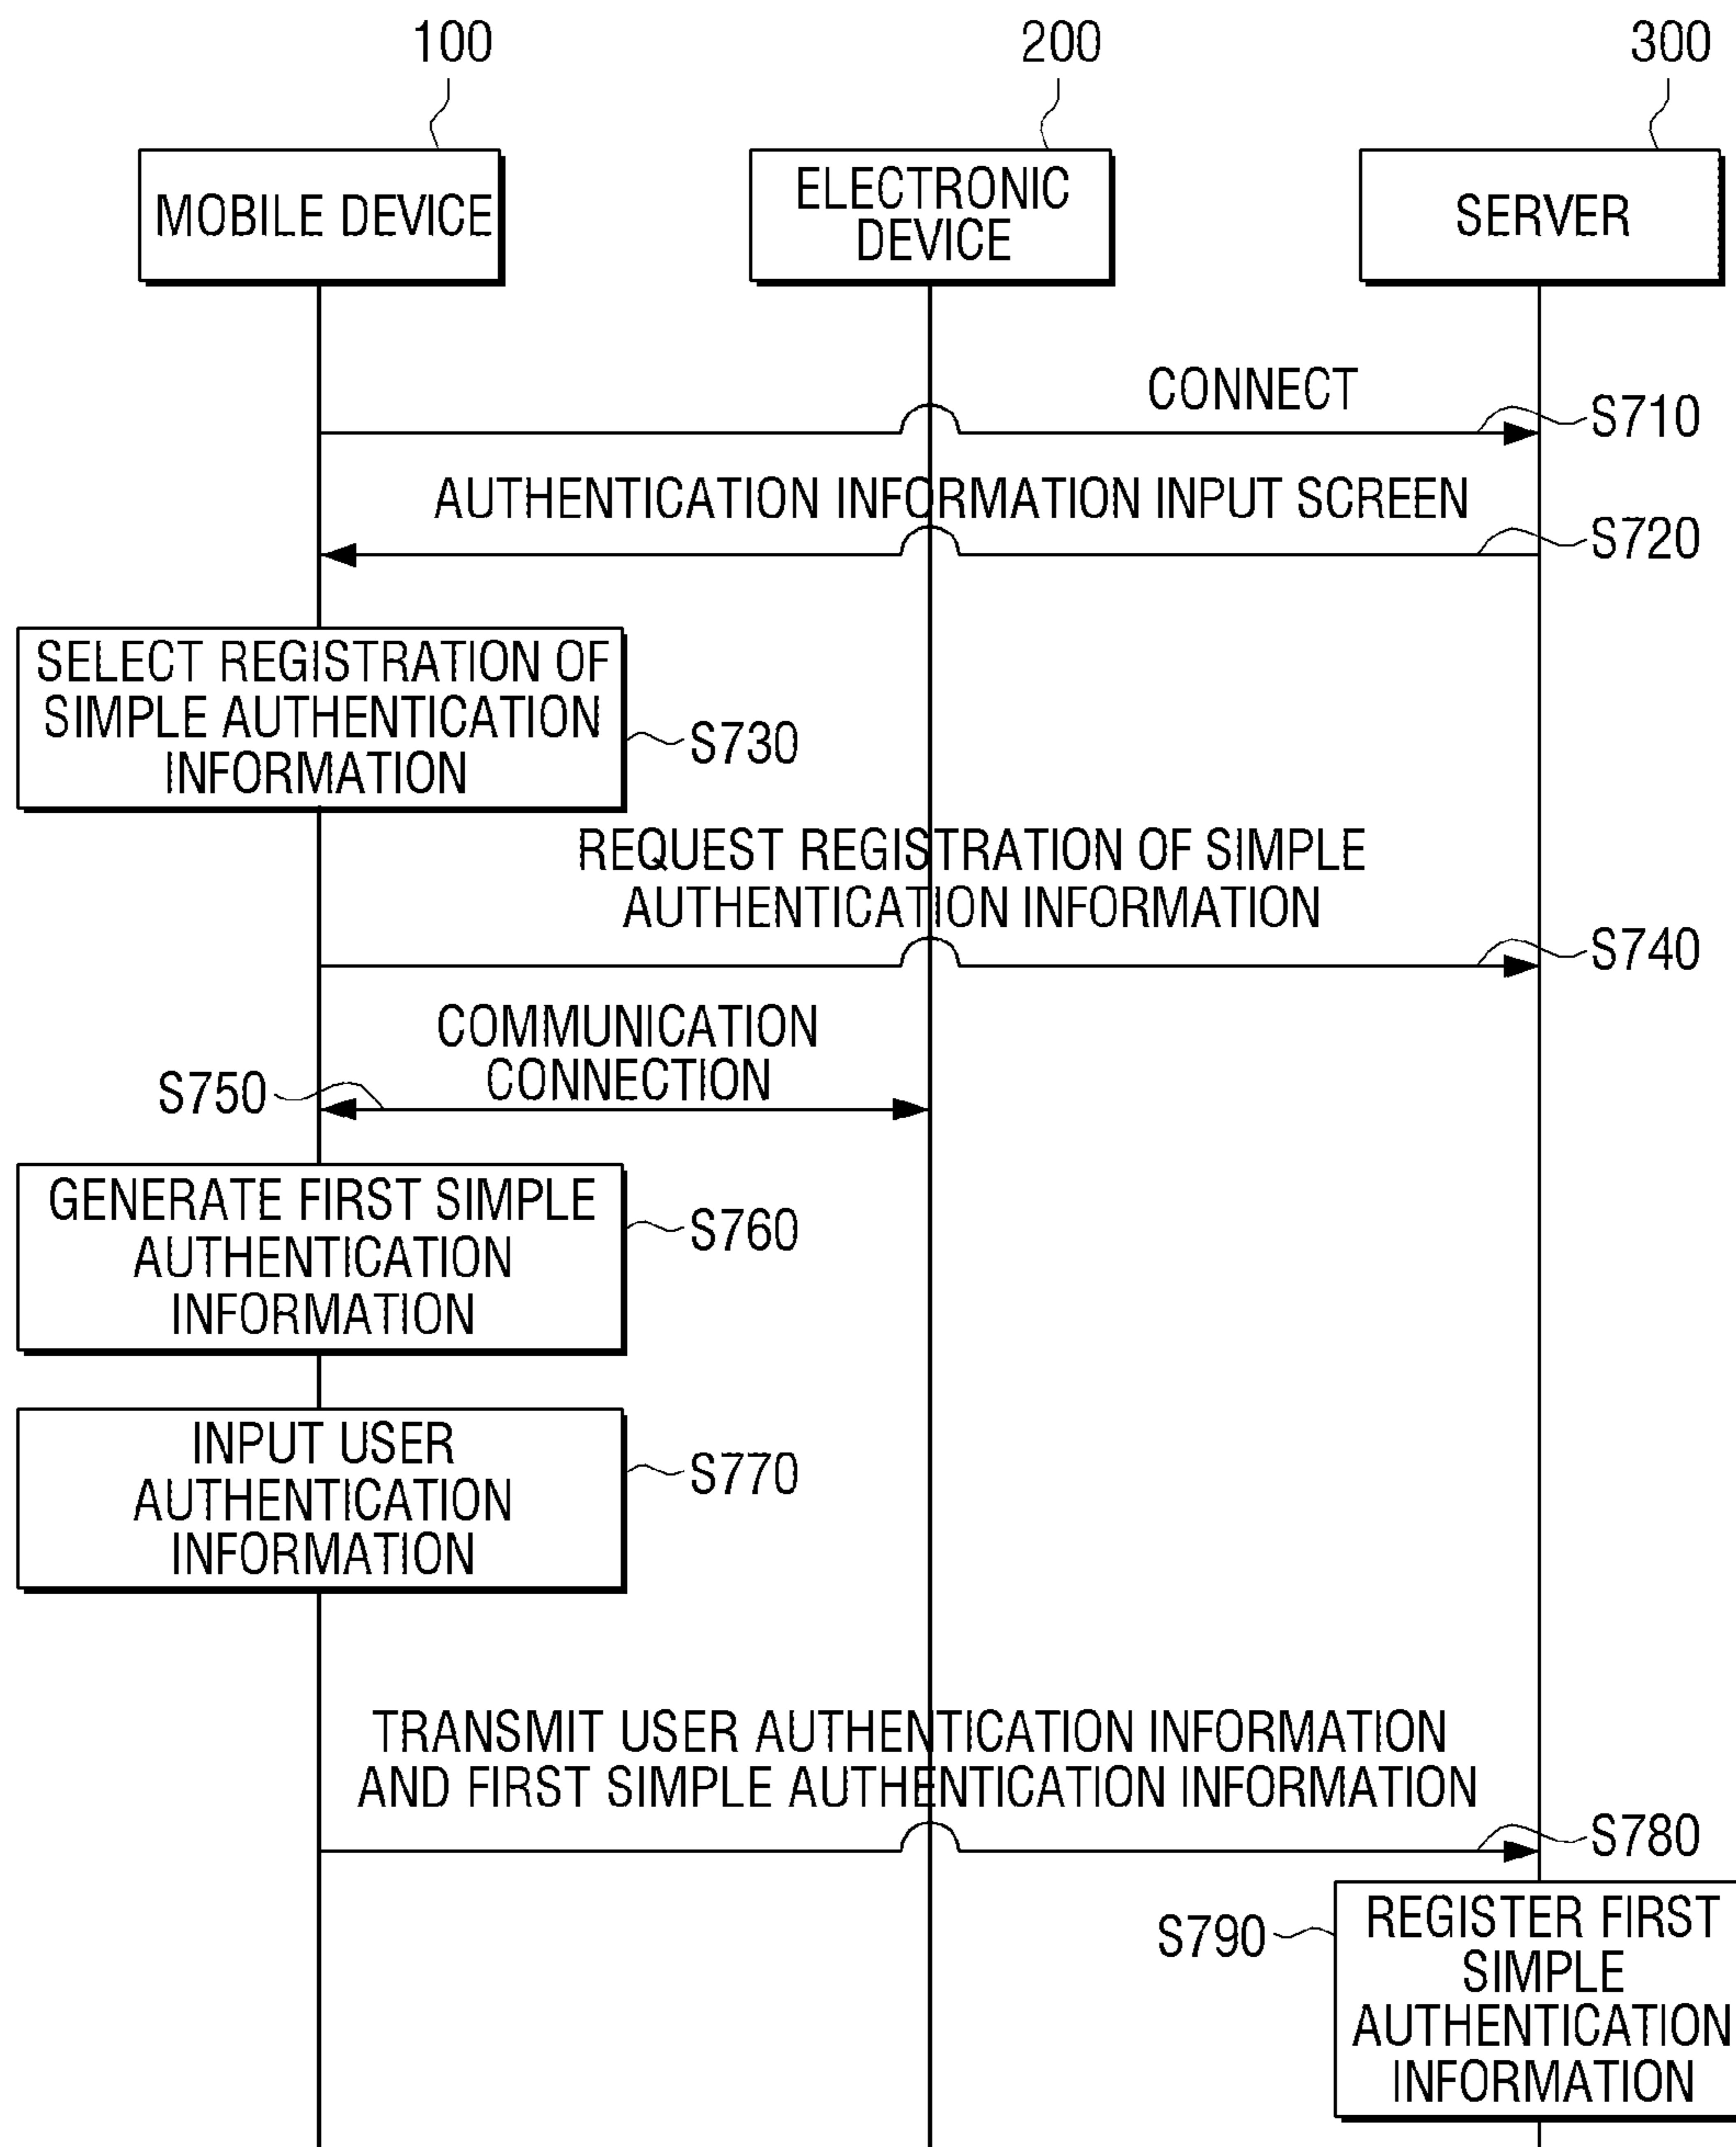 100
200
300
MOBILE DEVICE
ELECTRONIC
DEVICE
SERVER
CONNECT
S710
AUTHENTICATION INFORMATION INPUT SCREEN
S720
SELECT REGISTRATION OF
SIMPLE AUTHENTICATION
INFORMATION
S730
REQUEST REGISTRATION OF SIMPLE
AUTHENTICATION INFORMATION
S740
COMMUNICATION
CONNECTION
S750
GENERATE FIRST SIMPLE
AUTHENTICATION
INFORMATION
S760
INPUT USER
AUTHENTICATION
INFORMATION
S770
TRANSMIT USER AUTHENTICATION INFORMATION
AND FIRST SIMPLE AUTHENTICATION INFORMATION
S780
S790
REGISTER FIRST
SIMPLE
AUTHENTICATION
INFORMATION